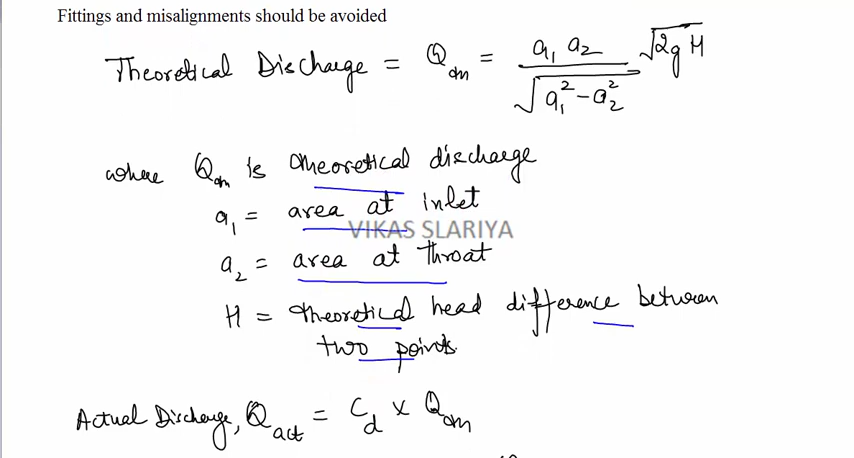 Fittings and misalignments should be avoided
Theoretical Discharge = Qth = a₁ a₂ / √(a₁² − a₂²) √2gH
where Qth is theoretical discharge
a₁ = area at inlet
VIKAS SLARIYA
a₂ = area at throat
H = theoretical head difference between
two points.
Actual Discharge, Qact = Cd × Qth